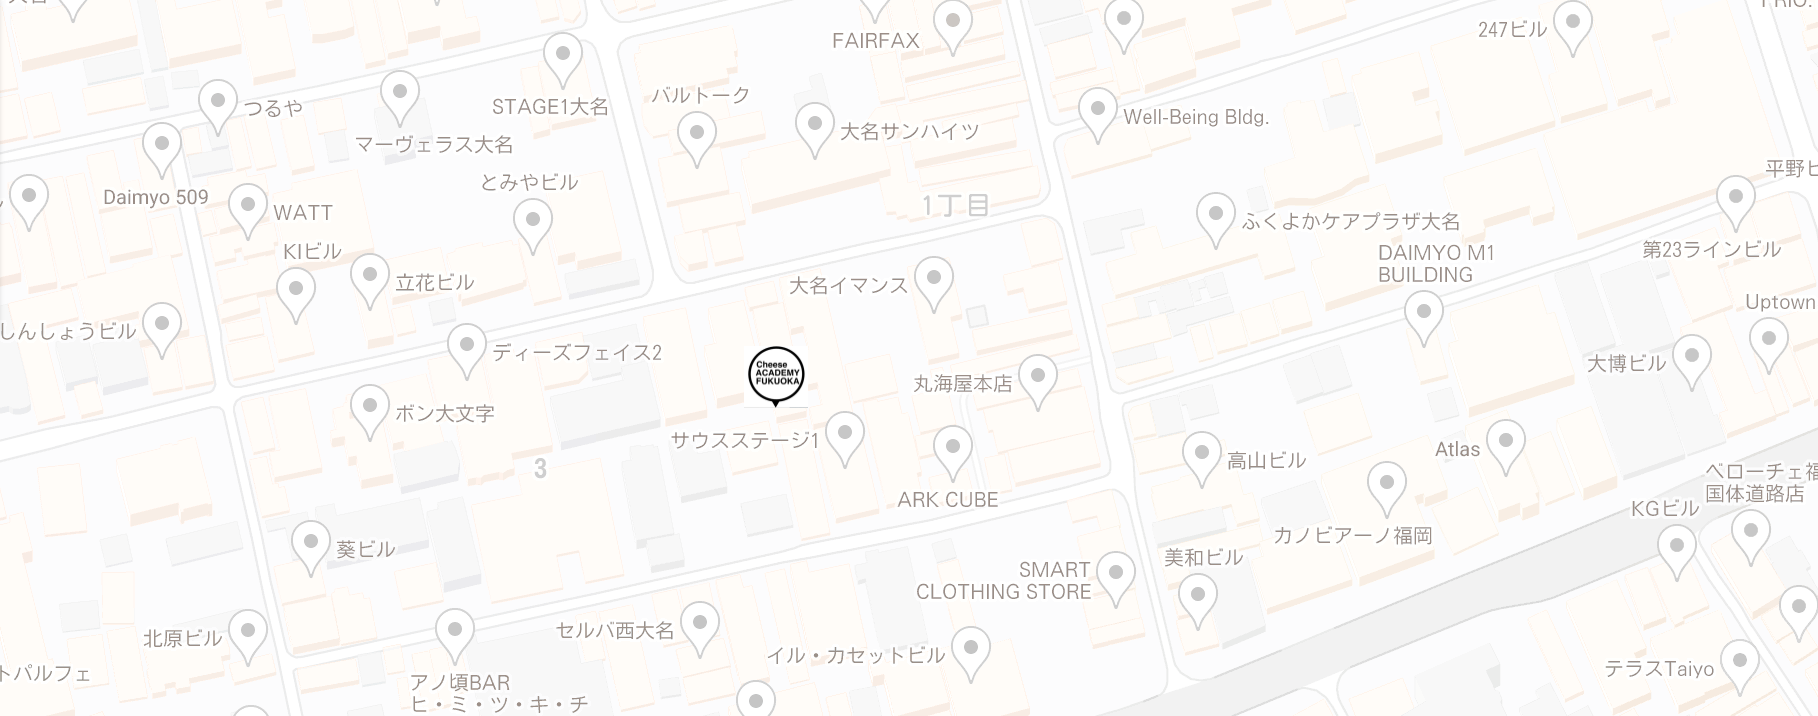 大名
FAIRFAX
247ビル
つるや
STAGE1大名
バルトーク
大名サンハイツ
Well-Being Bldg.
マーヴェラス大名
とみやビル
Daimyo 509
WATT
1丁目
ふくよかケアプラザ大名
第23ラインビル
KIビル
DAIMYO M1
BUILDING
立花ビル
大名イマンス
Uptown
しんしょうビル
ディーズフェイス2
大博ビル
Cheese
ACADEMY
FUKUOKA
丸海屋本店
ボン大文字
サウスステージ1
高山ビル
Atlas
3
ARK CUBE
国体道路店
KGビル
カノビアーノ福岡
葵ビル
美和ビル
SMART
CLOTHING STORE
北原ビル
セルバ西大名
イル・カセットビル
トパルフェ
テラスTaiyo
アノ頃BAR
ヒ・ミ・ツ・キ・チ